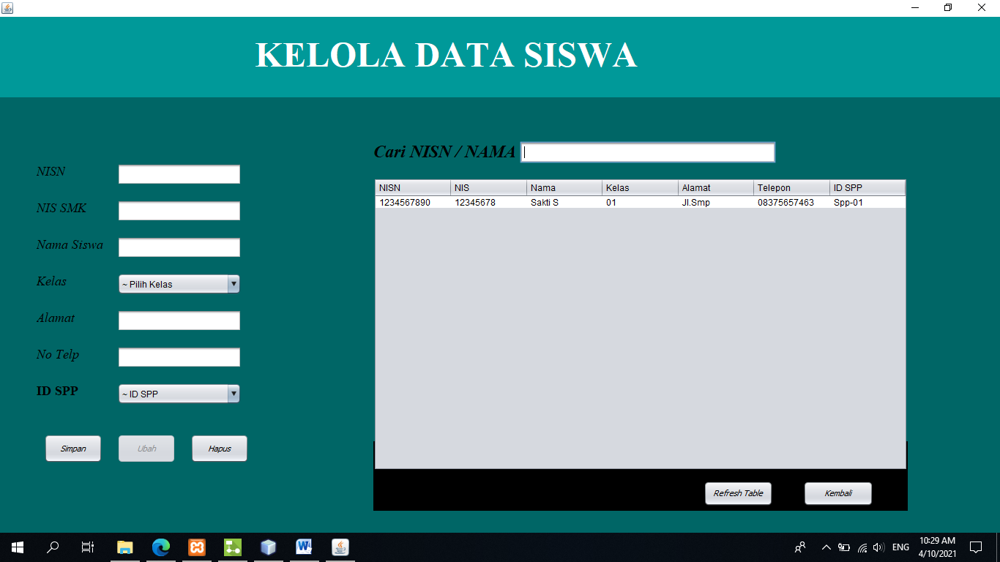 KELOLA DATA SISWA
Cari NISN / NAMA
NISN
NIS SMK
Nama Siswa
Kelas
~ Pilih Kelas
Alamat
No Telp
ID SPP
~ ID SPP
Simpan Ubah Hapus
NISN NIS Nama Kelas Alamat Telepon ID SPP
1234567890 12345678 Sakti S 01 Jl.Smp 08375657463 Spp-01
Refresh Table Kembali
ENG
10:29 AM
4/10/2021